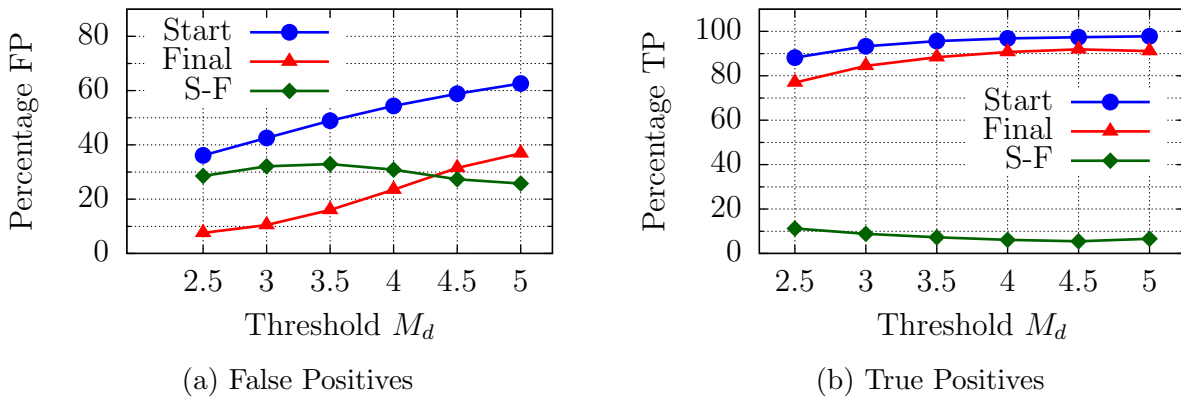 Percentage FP
80
60
40
20
0
Start
Final
S-F
2.5 3 3.5 4 4.5 5
Threshold M_d
(a) False Positives
Percentage TP
100
80
60
40
20
0
Start
Final
S-F
2.5 3 3.5 4 4.5 5
Threshold M_d
(b) True Positives